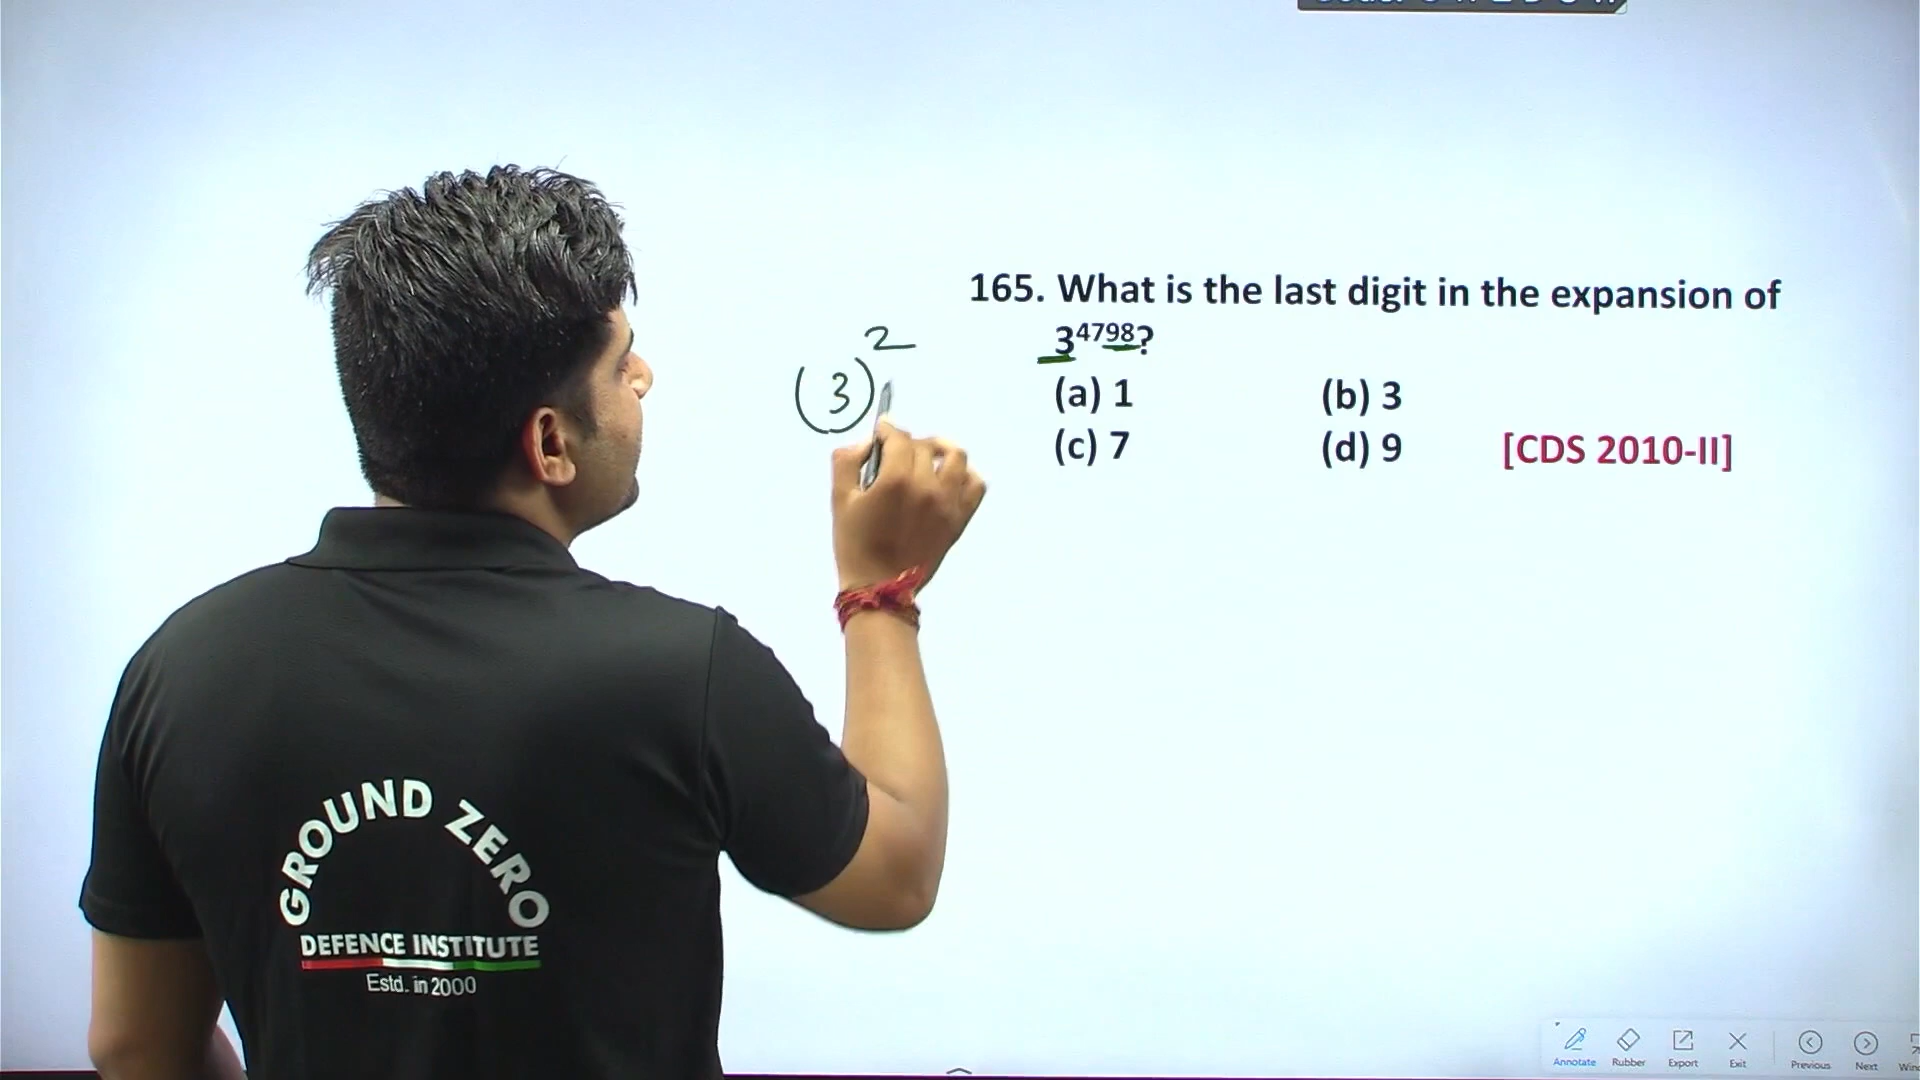 165. What is the last digit in the expansion of
3^4798?
(a) 1 (b) 3
(c) 7 (d) 9 [CDS 2010-II]
(3)^2
GROUND ZERO
DEFENCE INSTITUTE
Estd. in 2000
Annotate Rubber Export Exit Previous Next